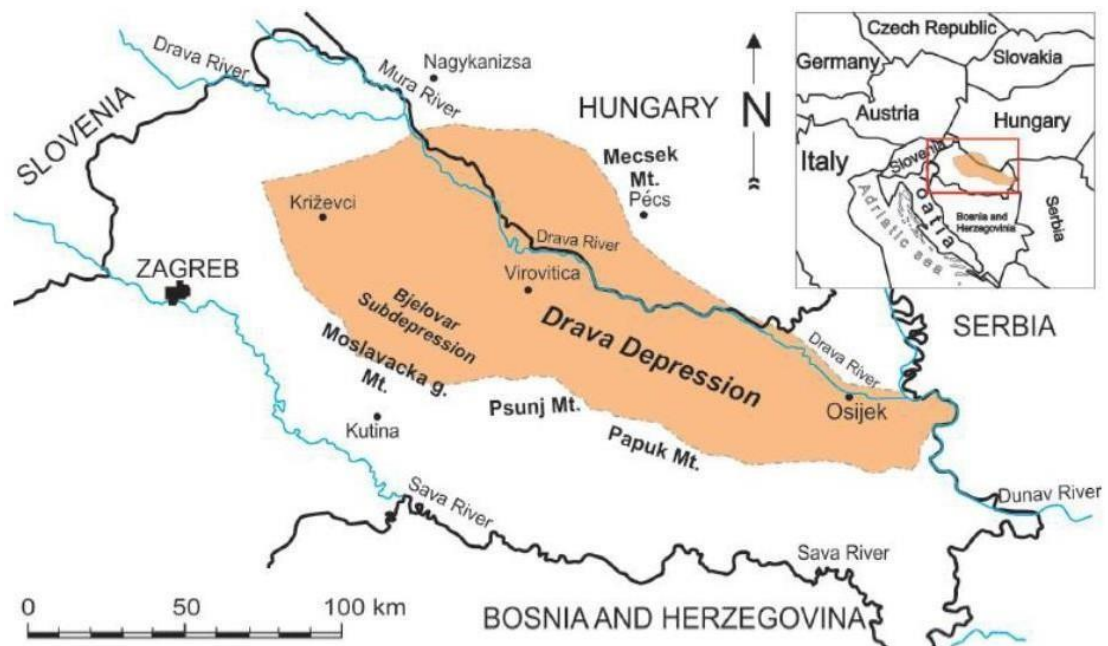 Drava River
Mura River
Nagykanizsa
SLOVENIA
HUNGARY
N
Mecsek
Mt.
Pécs
Križevci
Drava River
Virovitica
ZAGREB
Bjelovar
Subdepression
Drava Depression
Moslavacka g.
Mt.
Psunj Mt.
Papuk Mt.
Kutina
Drava River
Osijek
SERBIA
Dunav River
Sava River
Sava River
BOSNIA AND HERZEGOVINA
0 50 100 km
Czech Republic
Germany
Slovakia
Austria
Hungary
Italy
Slovenia
oatia
Bosnia and
Herzegovinia
Serbia
Adriatic sea